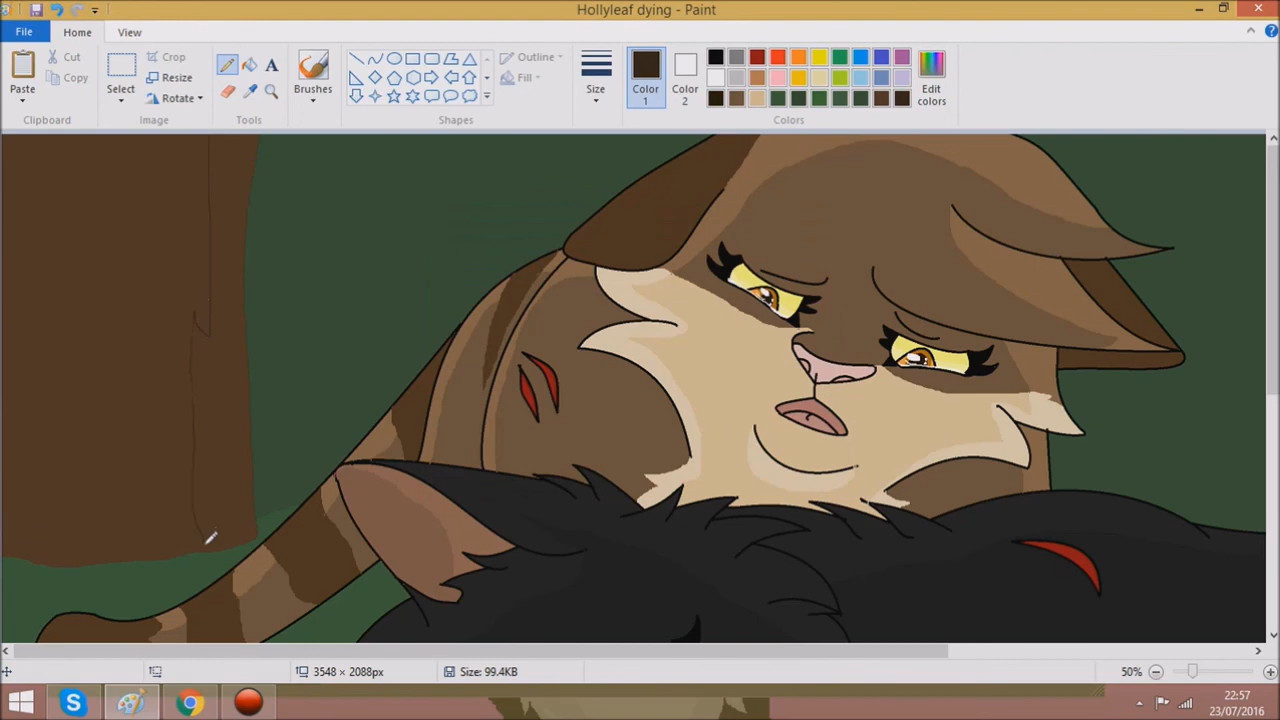 Hollyleaf dying - Paint
File Home View
Paste
Cut
Copy
Clipboard
Select
Crop
Resize
Rotate
Image
A
Tools
Brushes
Outline
Fill
Shapes
Size
Color 1
Color 2
Edit colors
Colors
3548 × 2088px
Size: 99.4KB
50%
22:57
23/07/2016